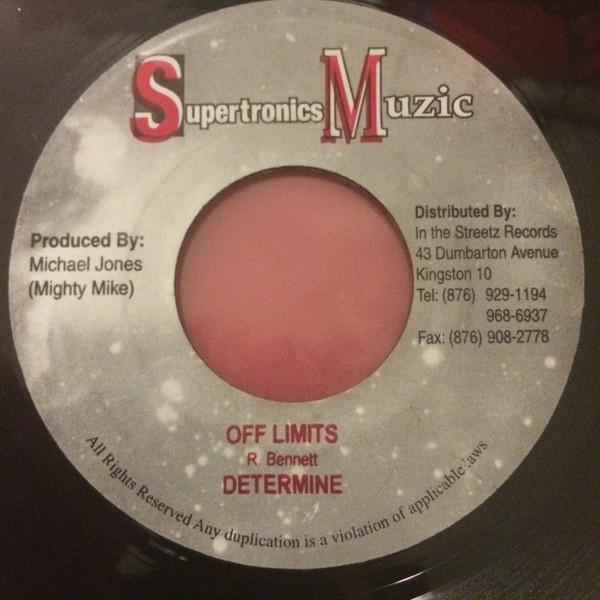 Supertronics Muzic
Produced By:
Michael Jones
(Mighty Mike)
Distributed By:
In the Streetz Records
43 Dumbarton Avenue
Kingston 10
Tel: (876) 929-1194
968-6937
Fax: (876) 908-2778
OFF LIMITS
R. Bennett
DETERMINE
All Rights Reserved Any duplication is a violation of applicable laws